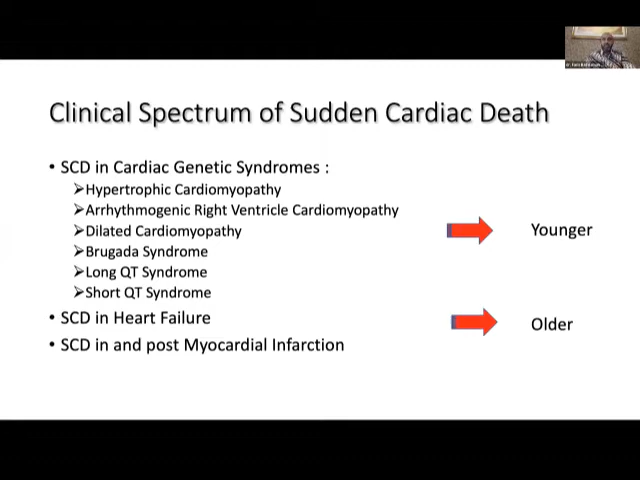 Clinical Spectrum of Sudden Cardiac Death
• SCD in Cardiac Genetic Syndromes :
➢Hypertrophic Cardiomyopathy
➢Arrhythmogenic Right Ventricle Cardiomyopathy
➢Dilated Cardiomyopathy
Younger
➢Brugada Syndrome
➢Long QT Syndrome
➢Short QT Syndrome
• SCD in Heart Failure
Older
• SCD in and post Myocardial Infarction